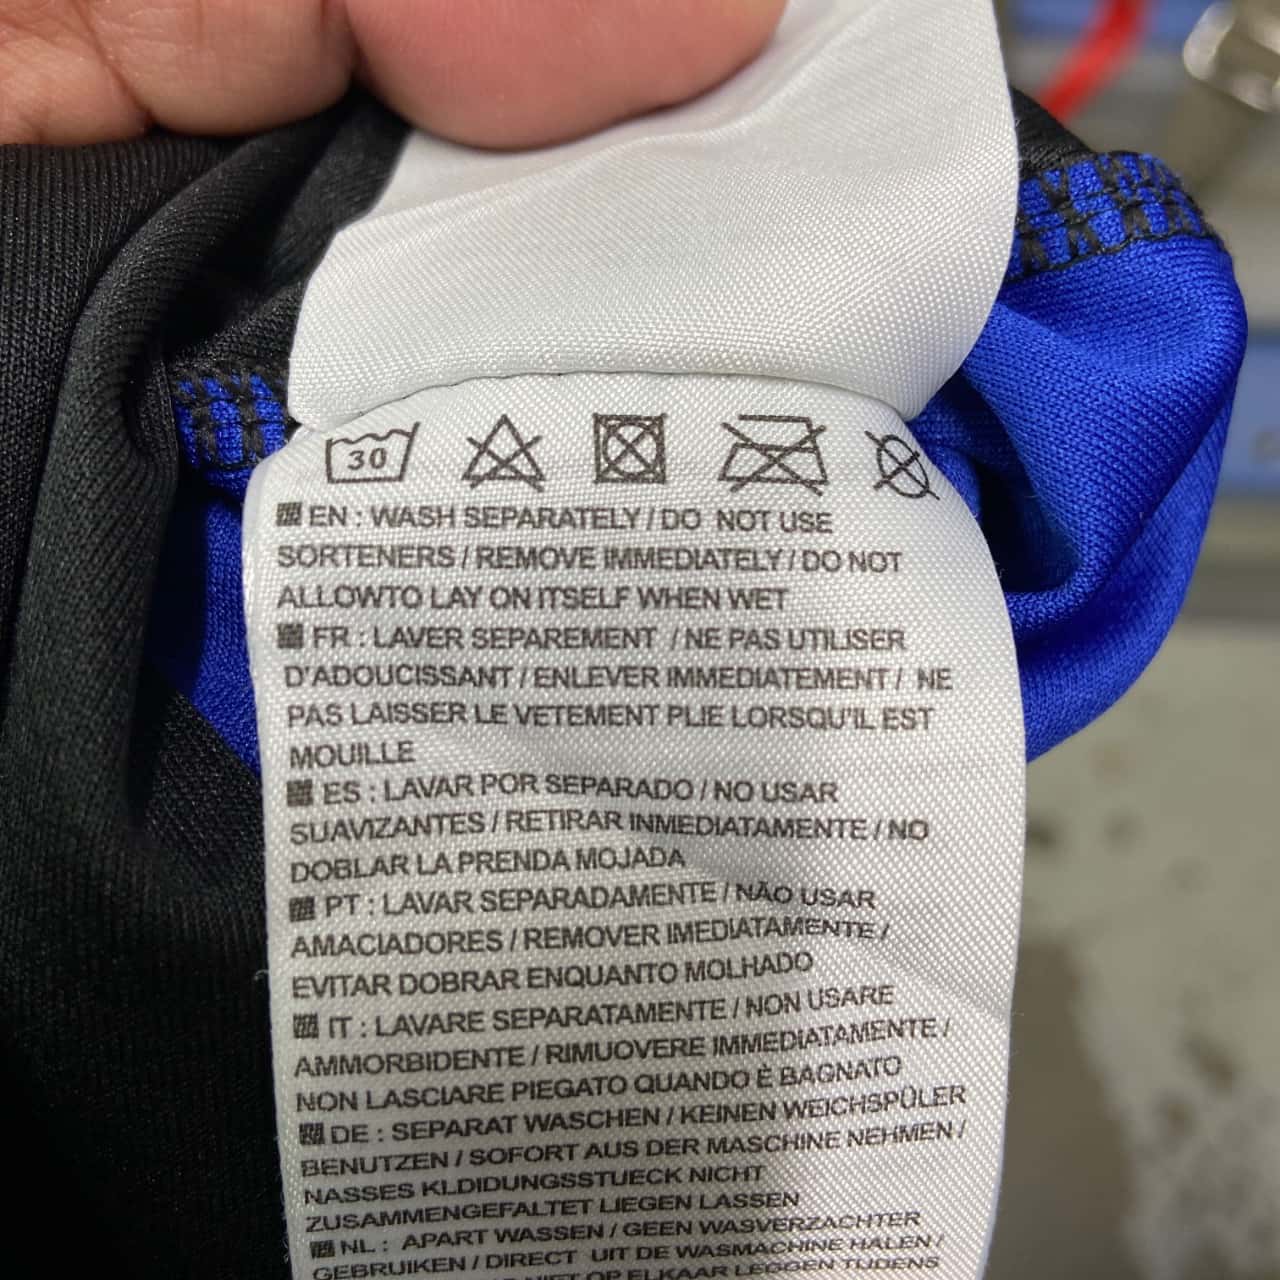 30
EN : WASH SEPARATELY / DO NOT USE
SORTENERS / REMOVE IMMEDIATELY / DO NOT
ALLOWTO LAY ON ITSELF WHEN WET
FR : LAVER SEPAREMENT / NE PAS UTILISER
D'ADOUCISSANT / ENLEVER IMMEDIATEMENT / NE
PAS LAISSER LE VETEMENT PLIE LORSQU'IL EST
MOUILLE
ES : LAVAR POR SEPARADO / NO USAR
SUAVIZANTES / RETIRAR INMEDIATAMENTE / NO
DOBLAR LA PRENDA MOJADA
PT : LAVAR SEPARADAMENTE / NÃO USAR
AMACIADORES / REMOVER IMEDIATAMENTE /
EVITAR DOBRAR ENQUANTO MOLHADO
IT : LAVARE SEPARATAMENTE / NON USARE
AMMORBIDENTE / RIMUOVERE IMMEDIATAMENTE /
NON LASCIARE PIEGATO QUANDO È BAGNATO
DE : SEPARAT WASCHEN / KEINEN WEICHSPÜLER
BENUTZEN / SOFORT AUS DER MASCHINE NEHMEN /
NASSES KLDIDUNGSSTUECK NICHT
ZUSAMMENGEFALTET LIEGEN LASSEN
NL : APART WASSEN / GEEN WASVERZACHTER
GEBRUIKEN / DIRECT UIT DE WASMACHINE HALEN /
NIET OP ELKAAR LEGGEN TIJDENS